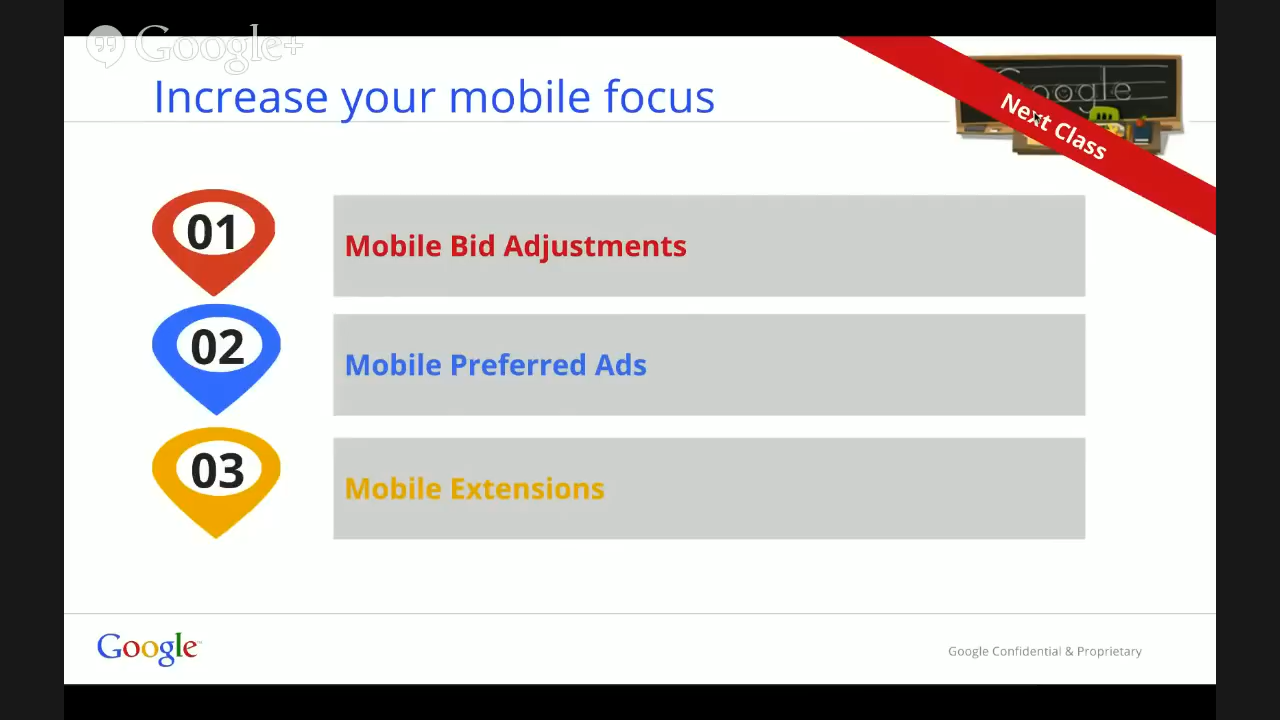 Google+
Increase your mobile focus
Google
Next Class
01
Mobile Bid Adjustments
02
Mobile Preferred Ads
03
Mobile Extensions
Google
Google Confidential & Proprietary